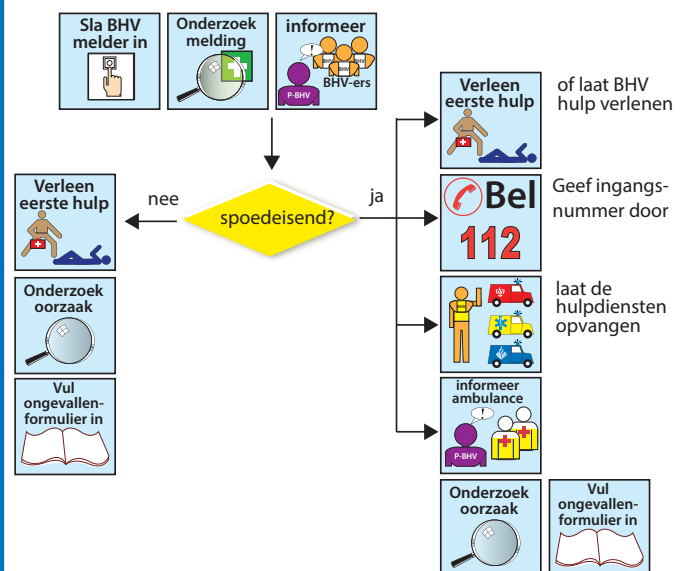 Sla BHV
melder in
Onderzoek
melding
informeer
!
BHV
BHV
BHV
P-BHV
BHV-ers
spoedeisend?
nee
ja
Verleen
eerste hulp
Onderzoek
oorzaak
Vul
ongevallen-
formulier in
Verleen
eerste hulp
of laat BHV
hulp verlenen
Bel
112
Geef ingangs-
nummer door
BHV
laat de
hulpdiensten
opvangen
informeer
ambulance
!
P-BHV
Onderzoek
oorzaak
Vul
ongevallen-
formulier in